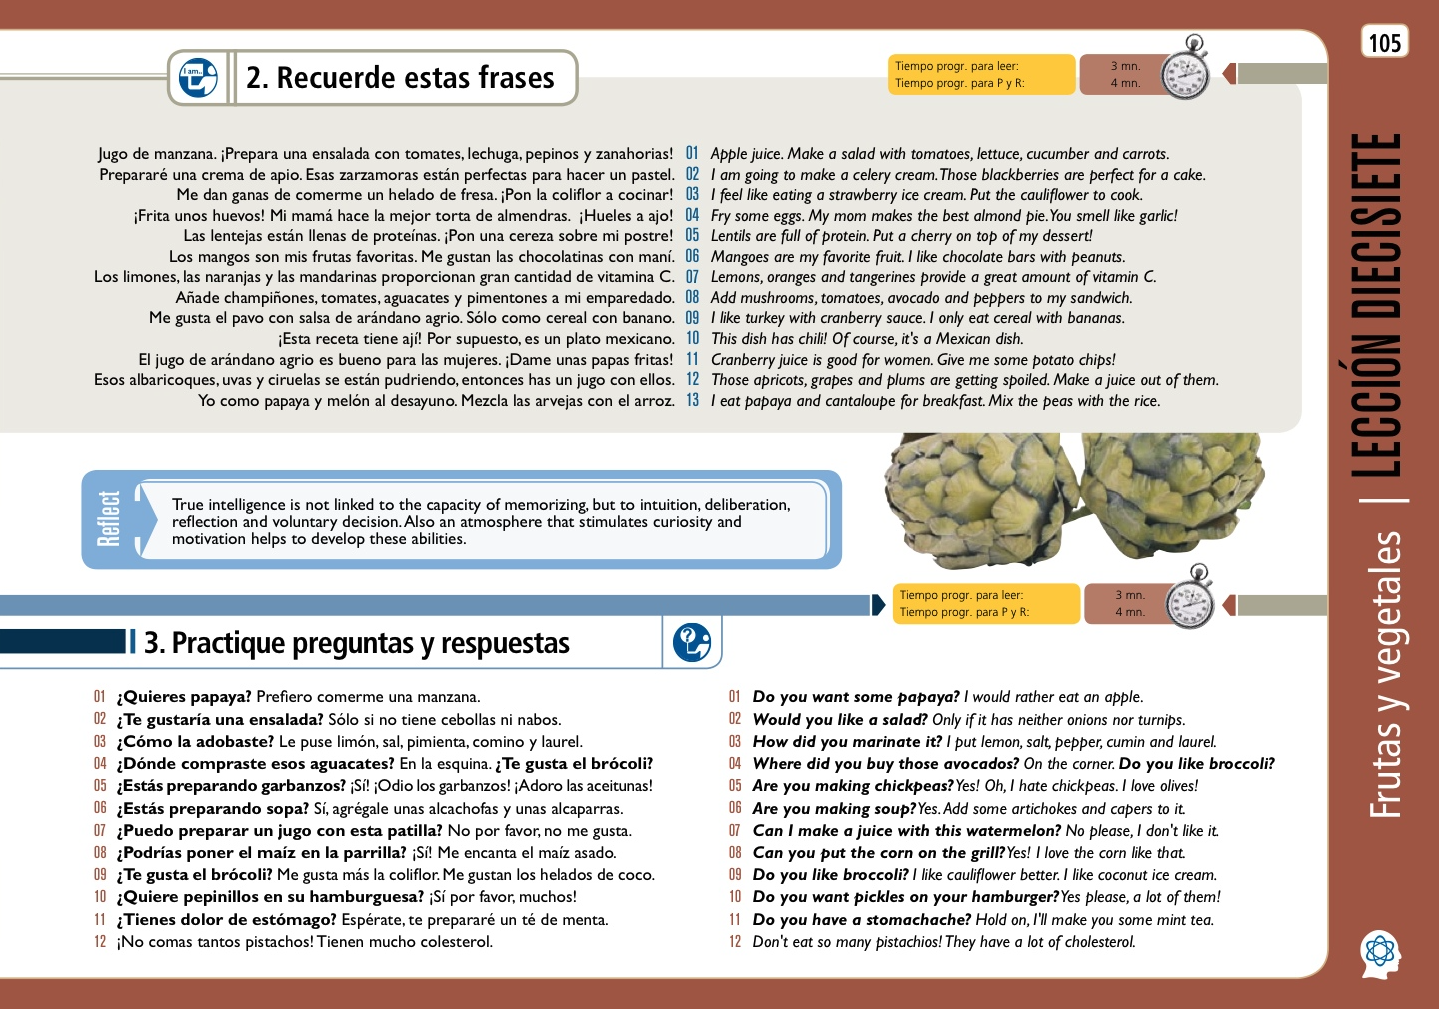 105
I am...
2. Recuerde estas frases
Tiempo progr. para leer: 3 mn.
Tiempo progr. para P y R: 4 mn.
Jugo de manzana. ¡Prepara una ensalada con tomates, lechuga, pepinos y zanahorias! 01 Apple juice. Make a salad with tomatoes, lettuce, cucumber and carrots.
Prepararé una crema de apio. Esas zarzamoras están perfectas para hacer un pastel. 02 I am going to make a celery cream. Those blackberries are perfect for a cake.
Me dan ganas de comerme un helado de fresa. ¡Pon la coliflor a cocinar! 03 I feel like eating a strawberry ice cream. Put the cauliflower to cook.
¡Frita unos huevos! Mi mamá hace la mejor torta de almendras. ¡Hueles a ajo! 04 Fry some eggs. My mom makes the best almond pie. You smell like garlic!
Las lentejas están llenas de proteínas. ¡Pon una cereza sobre mi postre! 05 Lentils are full of protein. Put a cherry on top of my dessert!
Los mangos son mis frutas favoritas. Me gustan las chocolatinas con maní. 06 Mangoes are my favorite fruit. I like chocolate bars with peanuts.
Los limones, las naranjas y las mandarinas proporcionan gran cantidad de vitamina C. 07 Lemons, oranges and tangerines provide a great amount of vitamin C.
Añade champiñones, tomates, aguacates y pimentones a mi emparedado. 08 Add mushrooms, tomatoes, avocado and peppers to my sandwich.
Me gusta el pavo con salsa de arándano agrio. Sólo como cereal con banano. 09 I like turkey with cranberry sauce. I only eat cereal with bananas.
¡Esta receta tiene ají! Por supuesto, es un plato mexicano. 10 This dish has chili! Of course, it's a Mexican dish.
El jugo de arándano agrio es bueno para las mujeres. ¡Dame unas papas fritas! 11 Cranberry juice is good for women. Give me some potato chips!
Esos albaricoques, uvas y ciruelas se están pudriendo, entonces has un jugo con ellos. 12 Those apricots, grapes and plums are getting spoiled. Make a juice out of them.
Yo como papaya y melón al desayuno. Mezcla las arvejas con el arroz. 13 I eat papaya and cantaloupe for breakfast. Mix the peas with the rice.
Reflect
True intelligence is not linked to the capacity of memorizing, but to intuition, deliberation,
reflection and voluntary decision. Also an atmosphere that stimulates curiosity and
motivation helps to develop these abilities.
Tiempo progr. para leer: 3 mn.
Tiempo progr. para P y R: 4 mn.
3. Practique preguntas y respuestas
?
01 ¿Quieres papaya? Prefiero comerme una manzana.
02 ¿Te gustaría una ensalada? Sólo si no tiene cebollas ni nabos.
03 ¿Cómo la adobaste? Le puse limón, sal, pimienta, comino y laurel.
04 ¿Dónde compraste esos aguacates? En la esquina. ¿Te gusta el brócoli?
05 ¿Estás preparando garbanzos? ¡Sí! ¡Odio los garbanzos! ¡Adoro las aceitunas!
06 ¿Estás preparando sopa? Sí, agrégale unas alcachofas y unas alcaparras.
07 ¿Puedo preparar un jugo con esta patilla? No por favor, no me gusta.
08 ¿Podrías poner el maíz en la parrilla? ¡Sí! Me encanta el maíz asado.
09 ¿Te gusta el brócoli? Me gusta más la coliflor. Me gustan los helados de coco.
10 ¿Quiere pepinillos en su hamburguesa? ¡Sí por favor, muchos!
11 ¿Tienes dolor de estómago? Espérate, te prepararé un té de menta.
12 ¡No comas tantos pistachos! Tienen mucho colesterol.
01 Do you want some papaya? I would rather eat an apple.
02 Would you like a salad? Only if it has neither onions nor turnips.
03 How did you marinate it? I put lemon, salt, pepper, cumin and laurel.
04 Where did you buy those avocados? On the corner. Do you like broccoli?
05 Are you making chickpeas? Yes! Oh, I hate chickpeas. I love olives!
06 Are you making soup? Yes. Add some artichokes and capers to it.
07 Can I make a juice with this watermelon? No please, I don't like it.
08 Can you put the corn on the grill? Yes! I love the corn like that.
09 Do you like broccoli? I like cauliflower better. I like coconut ice cream.
10 Do you want pickles on your hamburger? Yes please, a lot of them!
11 Do you have a stomachache? Hold on, I'll make you some mint tea.
12 Don't eat so many pistachios! They have a lot of cholesterol.
Frutas y vegetales | LECCIÓN DIECISIETE